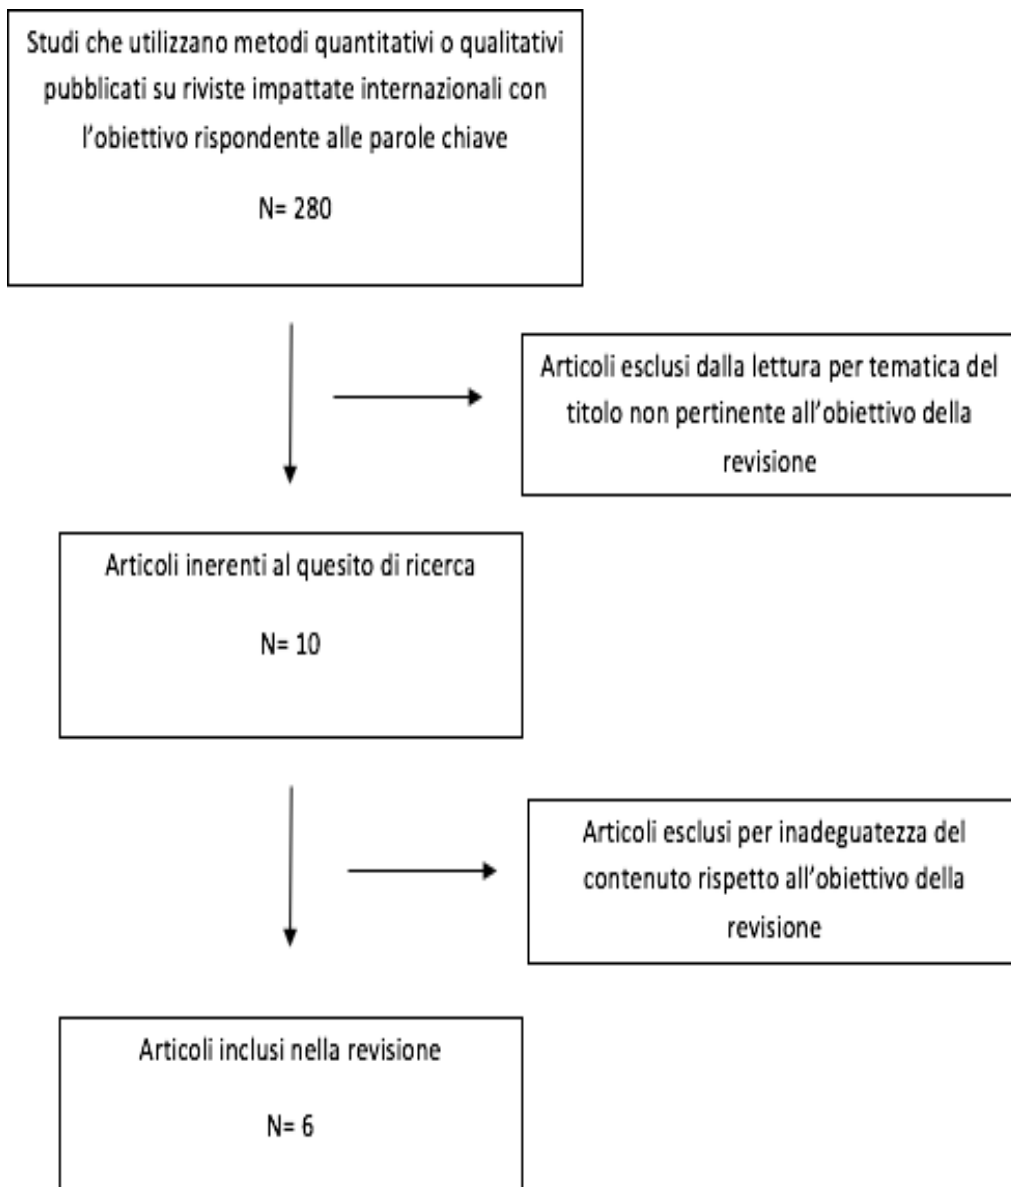 Studi che utilizzano metodi quantitativi o qualitativi
pubblicati su riviste impattate internazionali con
l'obiettivo rispondente alle parole chiave
N= 280
Articoli esclusi dalla lettura per tematica del
titolo non pertinente all'obiettivo della
revisione
Articoli inerenti al quesito di ricerca
N= 10
Articoli esclusi per inadeguatezza del
contenuto rispetto all'obiettivo della
revisione
Articoli inclusi nella revisione
N= 6